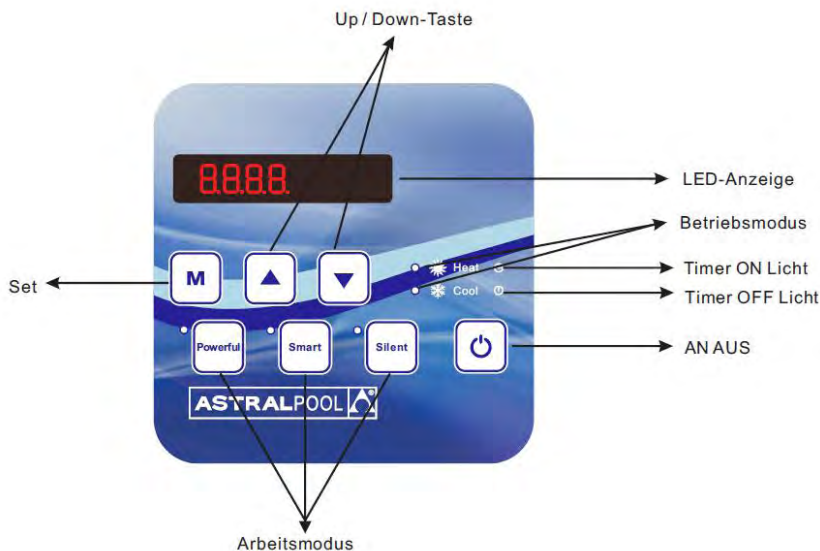 Up / Down-Taste
8.8.8.8.
LED-Anzeige
Betriebsmodus
M
Heat
Timer ON Licht
Set
Cool
Timer OFF Licht
Powerful
Smart
Silent
AN AUS
ASTRALPOOL
Arbeitsmodus